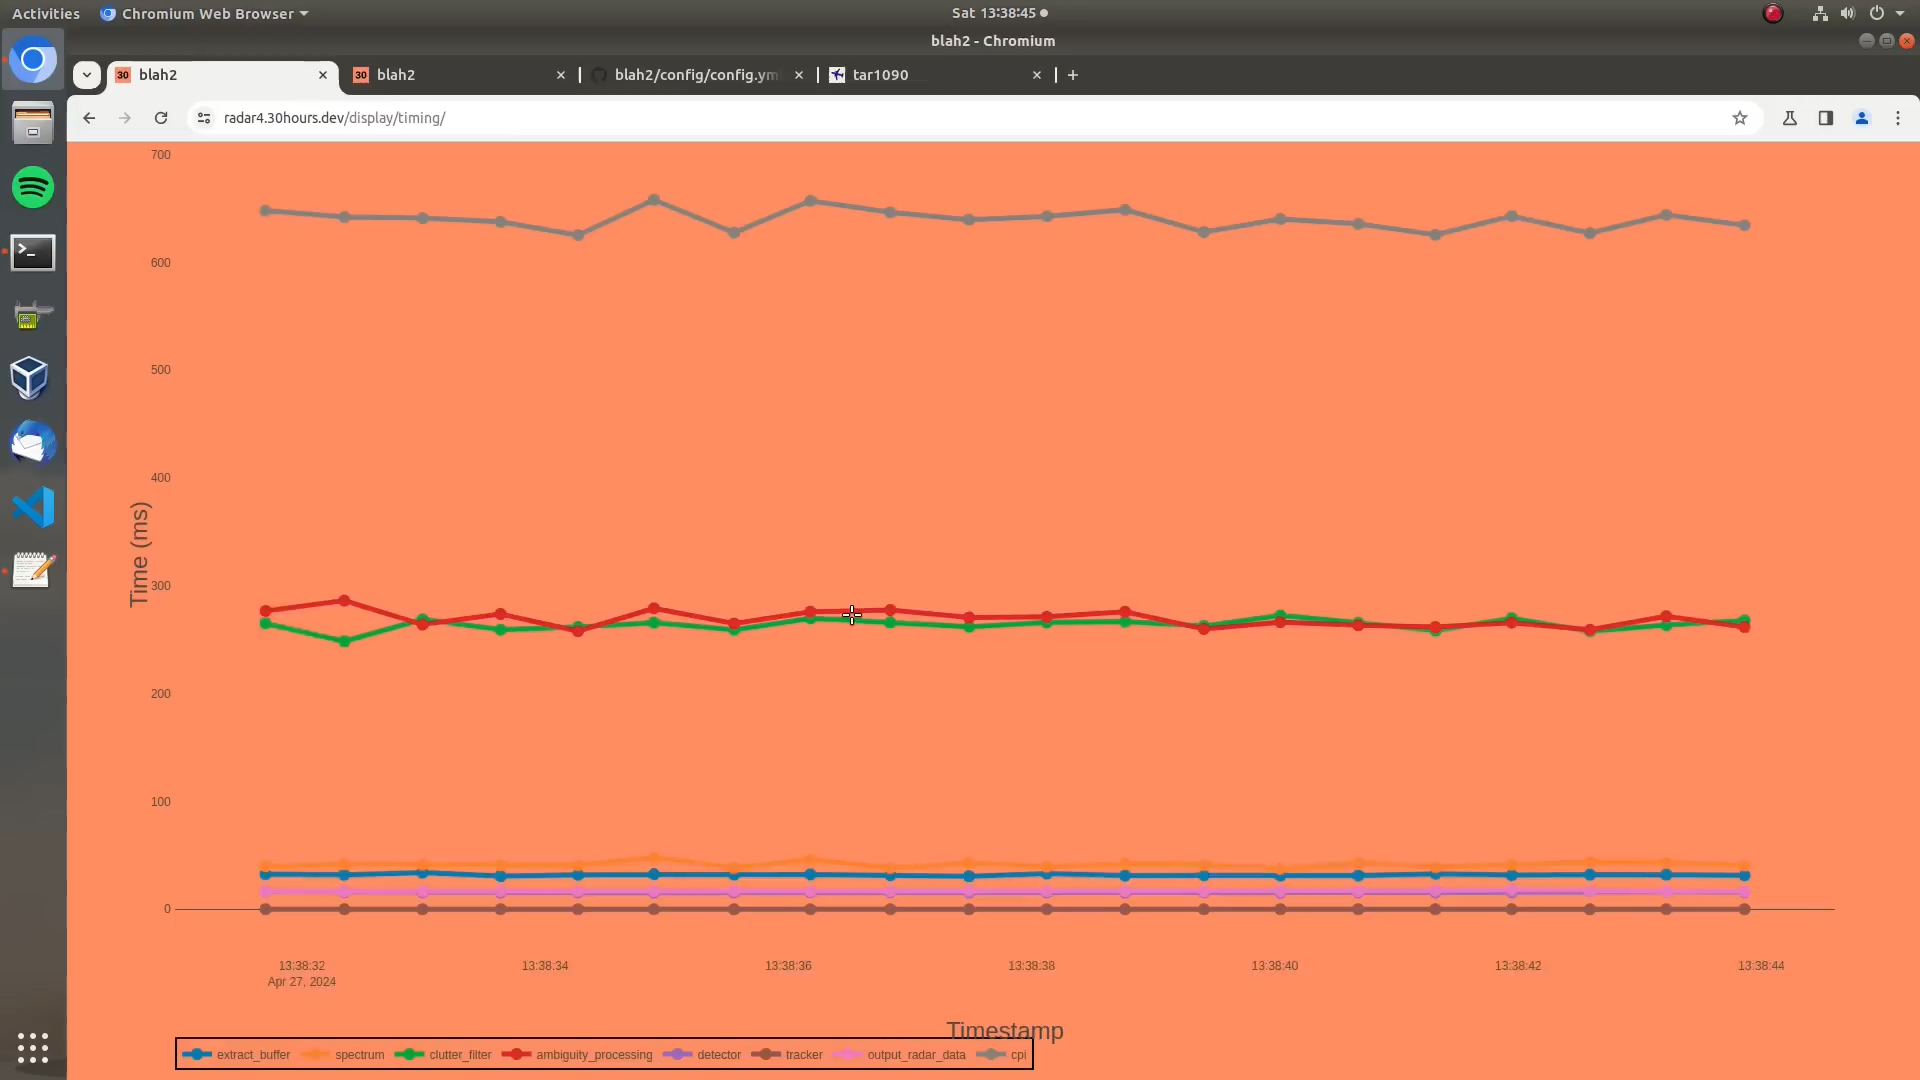 Activities Chromium Web Browser Sat 13:38:45
blah2 - Chromium
30 blah2 30 blah2 blah2/config/config.ym tar1090
radar4.30hours.dev/display/timing/
700
600
500
400
300
200
100
0
Time (ms)
13:38:32 13:38:34 13:38:36 13:38:38 13:38:40 13:38:42 13:38:44
Apr 27, 2024
Timestamp
extract_buffer spectrum clutter_filter ambiguity_processing detector tracker output_radar_data cpi